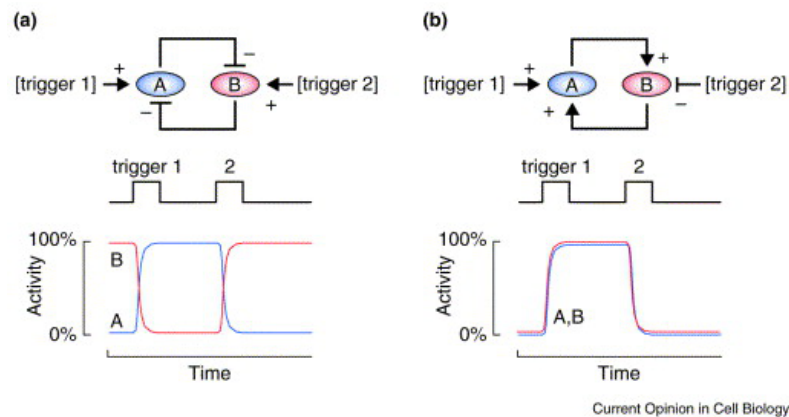 (a)
[trigger 1] + A − − B + [trigger 2]
trigger 1 2
100%
Activity
0%
B
A
Time
(b)
[trigger 1] + A + + B − [trigger 2]
trigger 1 2
100%
Activity
0%
A,B
Time
Current Opinion in Cell Biology